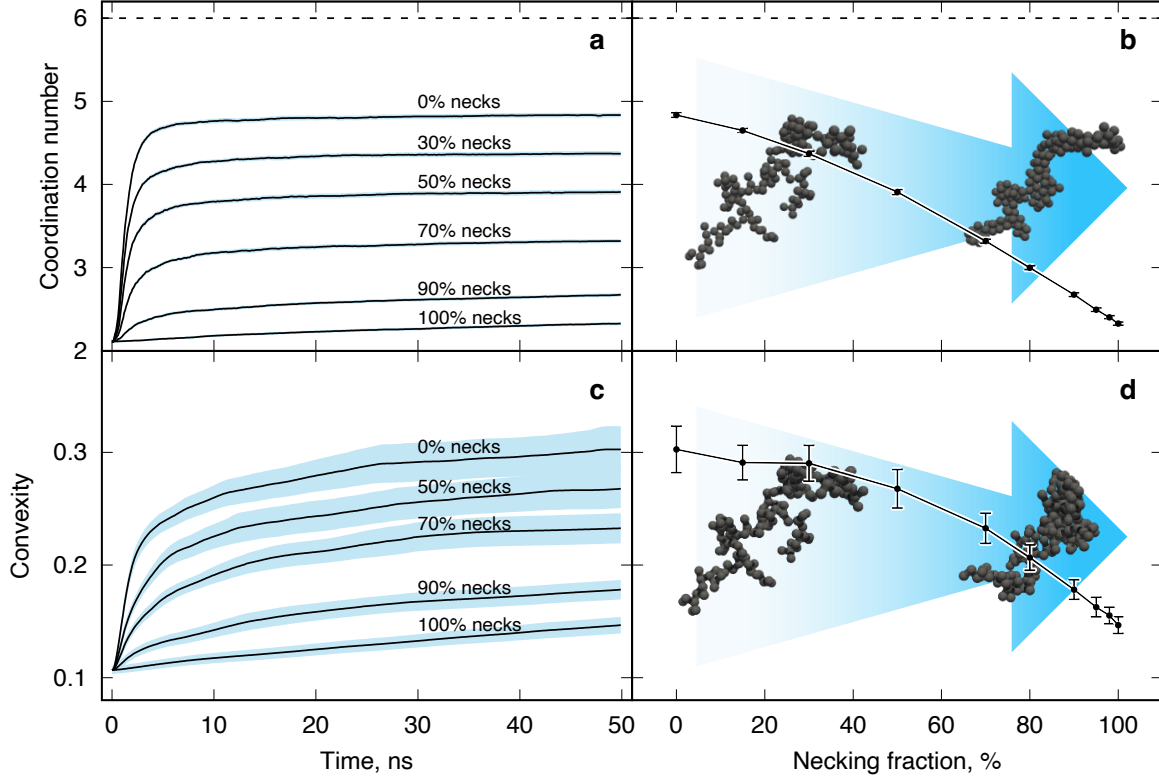 a
b
6
5
4
3
2
Coordination number
0% necks
30% necks
50% necks
70% necks
90% necks
100% necks
c
d
0.3
0.2
0.1
Convexity
0% necks
50% necks
70% necks
90% necks
100% necks
0 10 20 30 40 50
Time, ns
0 20 40 60 80 100
Necking fraction, %